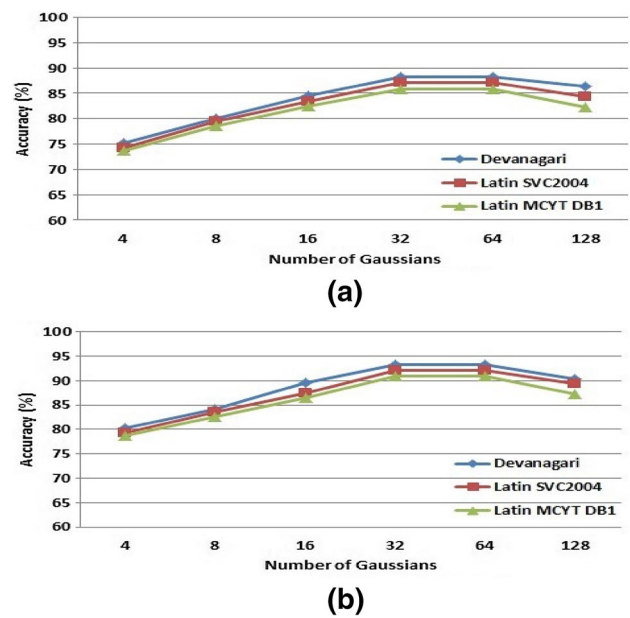 100
95
90
85
80
75
70
65
60
Accuracy (%)
Devanagari
Latin SVC2004
Latin MCYT DB1
4 8 16 32 64 128
Number of Gaussians
(a)
100
95
90
85
80
75
70
65
60
Accuracy (%)
Devanagari
Latin SVC2004
Latin MCYT DB1
4 8 16 32 64 128
Number of Gaussians
(b)